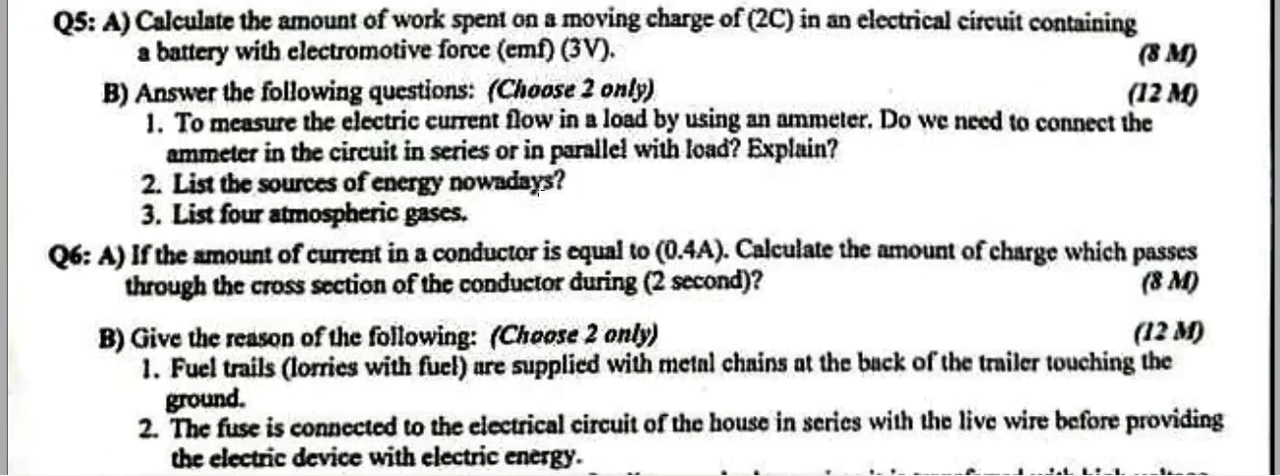 Q5: A) Calculate the amount of work spent on a moving charge of (2C) in an electrical circuit containing
a battery with electromotive force (emf) (3V). (8 M)
B) Answer the following questions: (Choose 2 only) (12 M)
1. To measure the electric current flow in a load by using an ammeter. Do we need to connect the
ammeter in the circuit in series or in parallel with load? Explain?
2. List the sources of energy nowadays?
3. List four atmospheric gases.
Q6: A) If the amount of current in a conductor is equal to (0.4A). Calculate the amount of charge which passes
through the cross section of the conductor during (2 second)? (8 M)
B) Give the reason of the following: (Choose 2 only) (12 M)
1. Fuel trails (lorries with fuel) are supplied with metal chains at the back of the trailer touching the
ground.
2. The fuse is connected to the electrical circuit of the house in series with the live wire before providing
the electric device with electric energy.